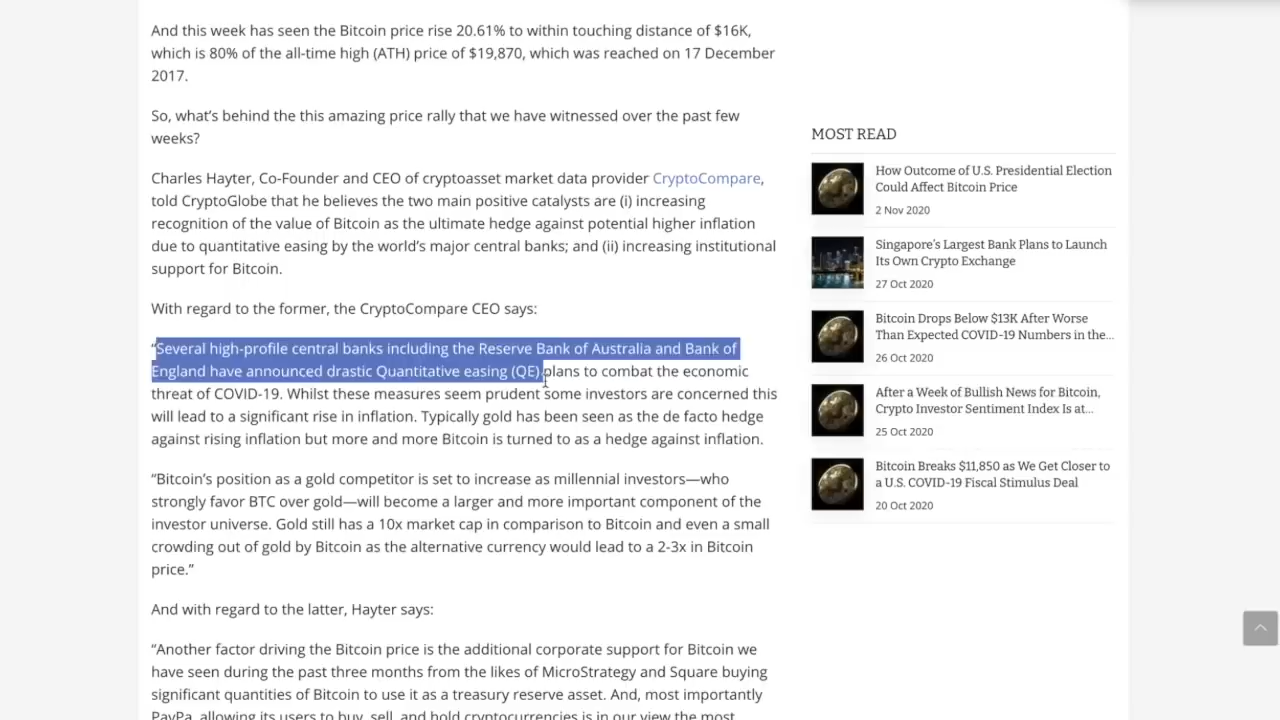 And this week has seen the Bitcoin price rise 20.61% to within touching distance of $16K,
which is 80% of the all-time high (ATH) price of $19,870, which was reached on 17 December
2017.
So, what's behind the this amazing price rally that we have witnessed over the past few
weeks?
Charles Hayter, Co-Founder and CEO of cryptoasset market data provider CryptoCompare,
told CryptoGlobe that he believes the two main positive catalysts are (i) increasing
recognition of the value of Bitcoin as the ultimate hedge against potential higher inflation
due to quantitative easing by the world's major central banks; and (ii) increasing institutional
support for Bitcoin.
With regard to the former, the CryptoCompare CEO says:
"Several high-profile central banks including the Reserve Bank of Australia and Bank of
England have announced drastic Quantitative easing (QE) plans to combat the economic
threat of COVID-19. Whilst these measures seem prudent some investors are concerned this
will lead to a significant rise in inflation. Typically gold has been seen as the de facto hedge
against rising inflation but more and more Bitcoin is turned to as a hedge against inflation.
"Bitcoin's position as a gold competitor is set to increase as millennial investors—who
strongly favor BTC over gold—will become a larger and more important component of the
investor universe. Gold still has a 10x market cap in comparison to Bitcoin and even a small
crowding out of gold by Bitcoin as the alternative currency would lead to a 2-3x in Bitcoin
price."
And with regard to the latter, Hayter says:
"Another factor driving the Bitcoin price is the additional corporate support for Bitcoin we
have seen during the past three months from the likes of MicroStrategy and Square buying
significant quantities of Bitcoin to use it as a treasury reserve asset. And, most importantly
PayPa, allowing its users to buy, sell, and hold cryptocurrencies is in our view the most
MOST READ
How Outcome of U.S. Presidential Election
Could Affect Bitcoin Price
2 Nov 2020
Singapore's Largest Bank Plans to Launch
Its Own Crypto Exchange
27 Oct 2020
Bitcoin Drops Below $13K After Worse
Than Expected COVID-19 Numbers in the...
26 Oct 2020
After a Week of Bullish News for Bitcoin,
Crypto Investor Sentiment Index Is at...
25 Oct 2020
Bitcoin Breaks $11,850 as We Get Closer to
a U.S. COVID-19 Fiscal Stimulus Deal
20 Oct 2020